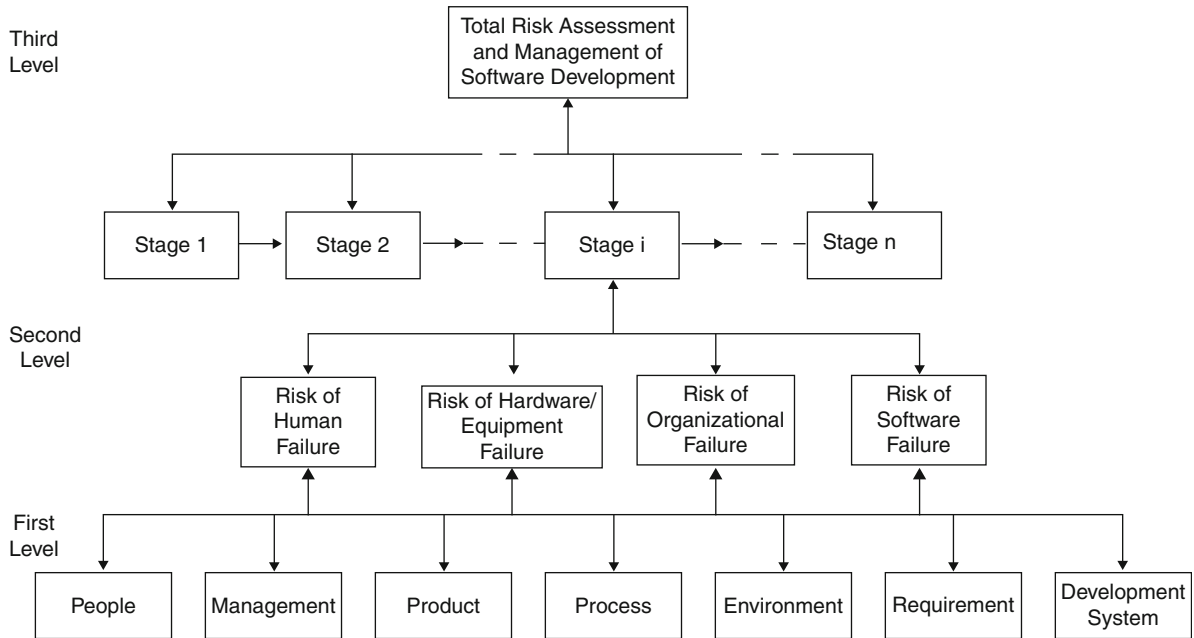 Third
Level
Total Risk Assessment
and Management of
Software Development
Stage 1
Stage 2
Stage i
Stage n
Second
Level
Risk of
Human
Failure
Risk of Hardware/
Equipment
Failure
Risk of
Organizational
Failure
Risk of
Software
Failure
First
Level
People
Management
Product
Process
Environment
Requirement
Development
System